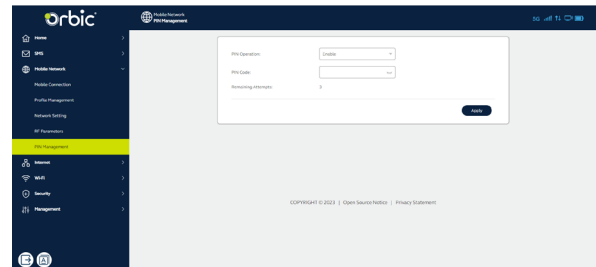 Orbic
Mobile Network
PIN Management
5G
Home
SMS
Mobile Network
Mobile Connection
Profile Management
Network Setting
RF Parameters
PIN Management
Internet
Wi-Fi
Security
Management
PIN Operation:
Enable
PIN Code:
Remaining Attempts:
3
Apply
COPYRIGHT © 2023 | Open Source Notice | Privacy Statement